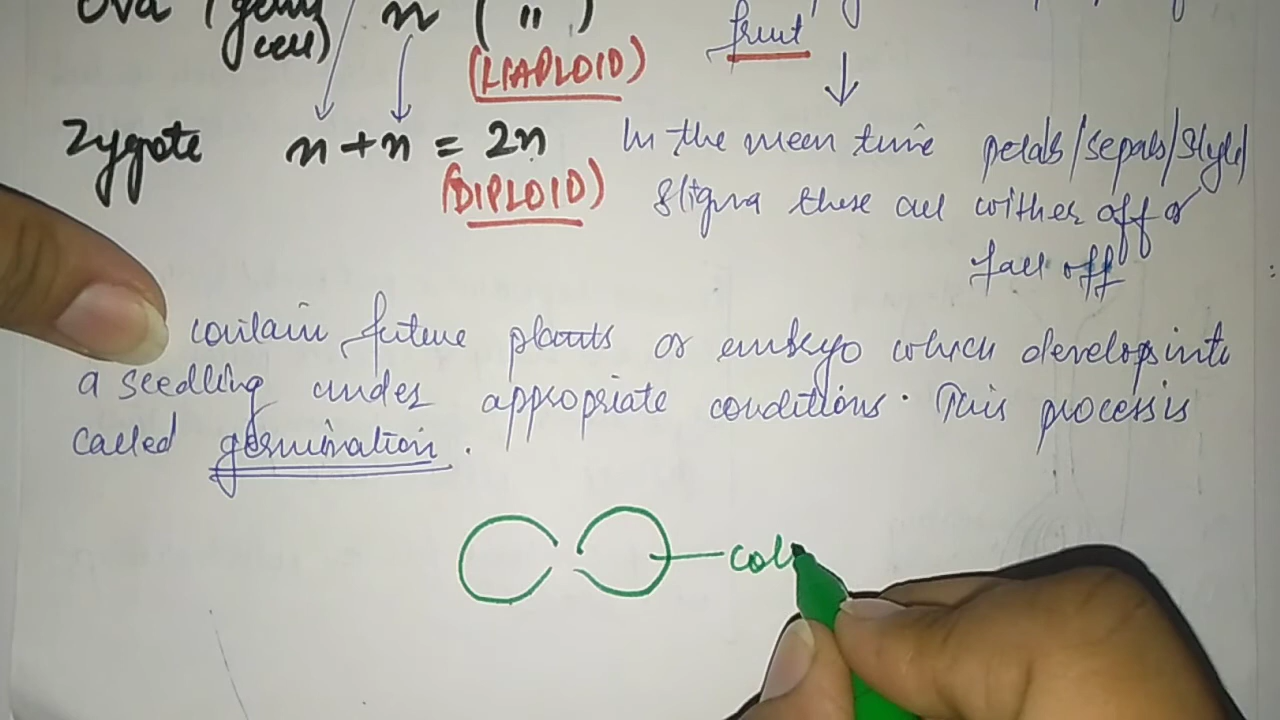 Ova (germ n ( " )
cell)
(HAPLOID)
fruit
Zygote n + n = 2n
(DIPLOID)
In the mean time petals/sepals/style/
stigma these all wither off or
fall off
contain future plants or embryo which develops into
a seedling under appropriate conditions. This process is
called germination.
coty